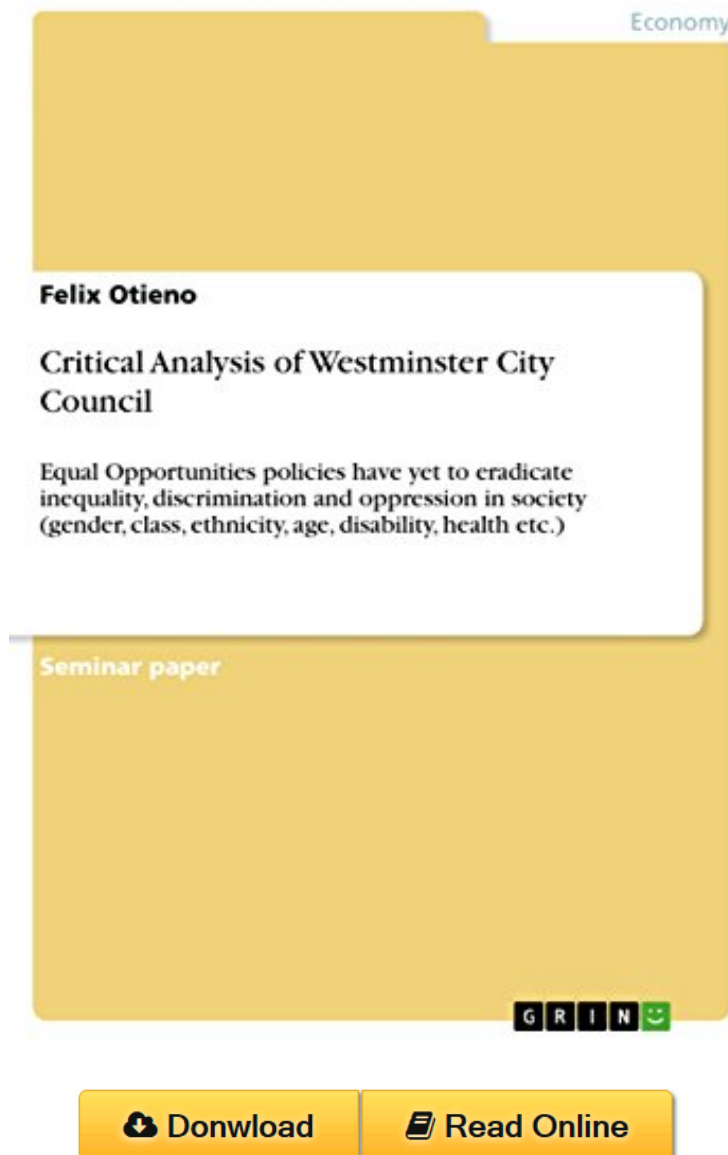 Economy
Felix Otieno
Critical Analysis of Westminster City
Council
Equal Opportunities policies have yet to eradicate
inequality, discrimination and oppression in society
(gender, class, ethnicity, age, disability, health etc.)
Seminar paper
GRIN
Donwload Read Online